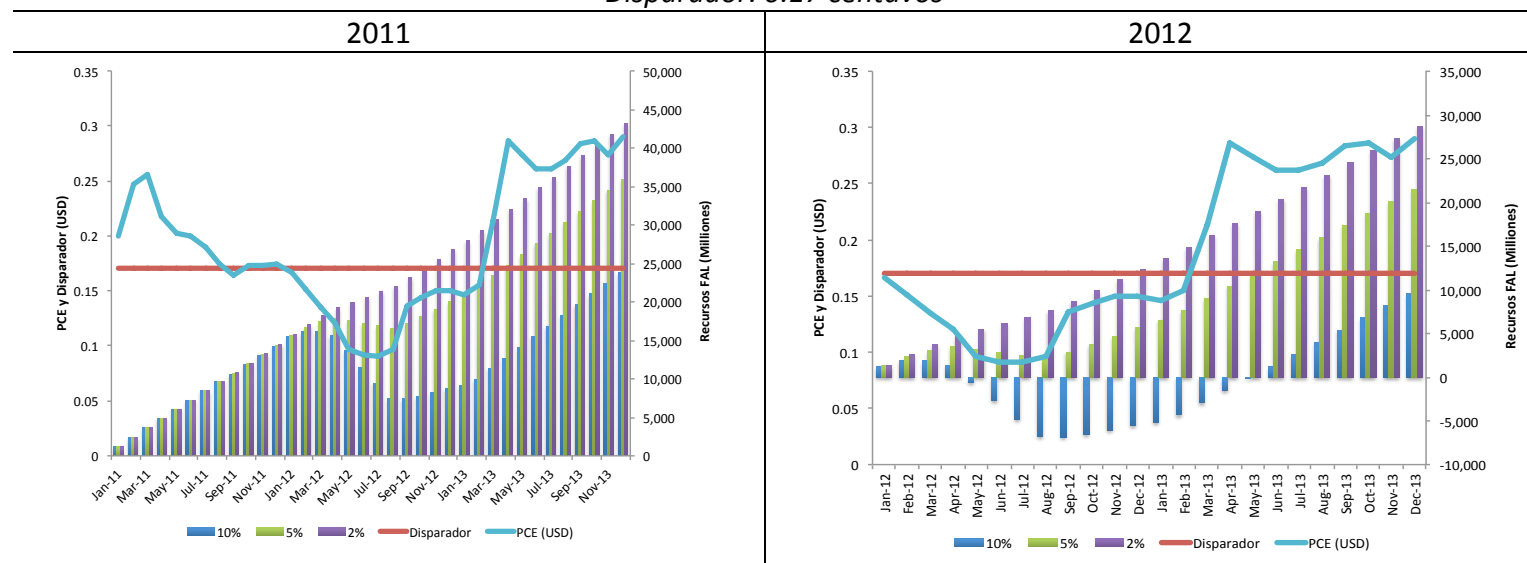 Disparador: 0.17 centavos
2011
2012
PCE y Disparador (USD)
0.35
0.3
0.25
0.2
0.15
0.1
0.05
0
50,000
45,000
40,000
35,000
30,000
25,000
20,000
15,000
10,000
5,000
0
Recursos FAL (Milliones)
Jan-11
Mar-11
May-11
Jul-11
Sep-11
Nov-11
Jan-12
Mar-12
May-12
Jul-12
Sep-12
Nov-12
Jan-13
Mar-13
May-13
Jul-13
Sep-13
Nov-13
10% 5% 2% Disparador PCE (USD)
PCE y Disparador (USD)
0.35
0.3
0.25
0.2
0.15
0.1
0.05
0
35,000
30,000
25,000
20,000
15,000
10,000
5,000
0
-5,000
-10,000
Recursos FAL (Milliones)
Jan-12
Feb-12
Mar-12
Apr-12
May-12
Jun-12
Jul-12
Aug-12
Sep-12
Oct-12
Nov-12
Dec-12
Jan-13
Feb-13
Mar-13
Apr-13
May-13
Jun-13
Jul-13
Aug-13
Sep-13
Oct-13
Nov-13
Dec-13
10% 5% 2% Disparador PCE (USD)